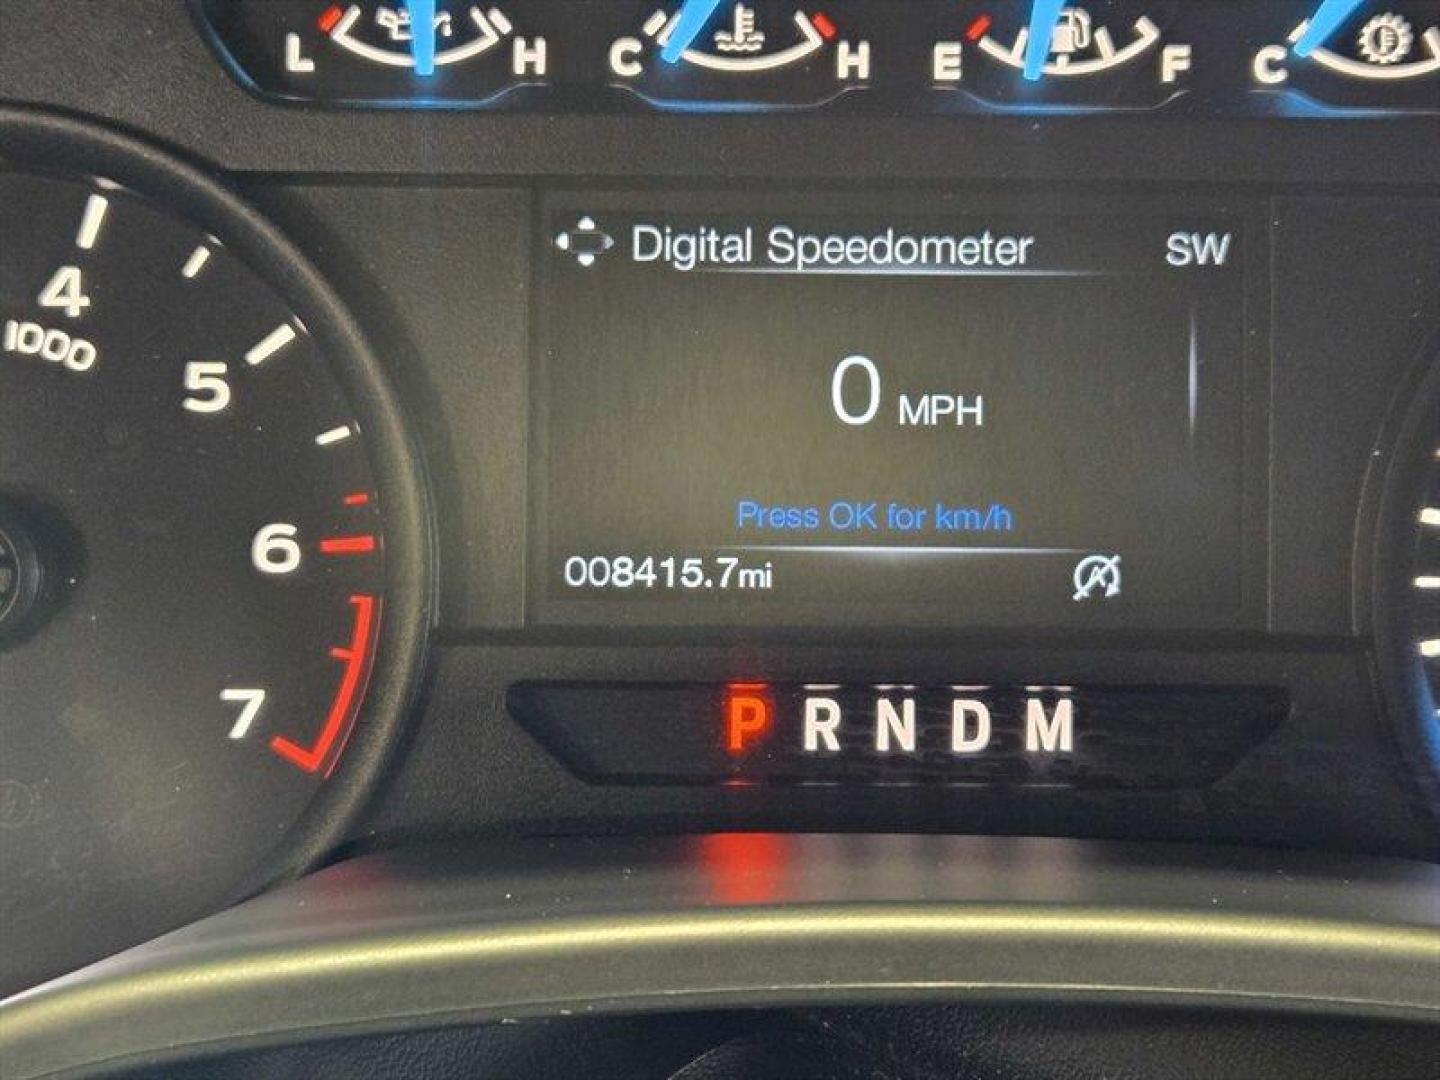 L H C H E F C
Digital Speedometer SW
4
1000
5
0 MPH
Press OK for km/h
6
008415.7mi
7
P R N D M